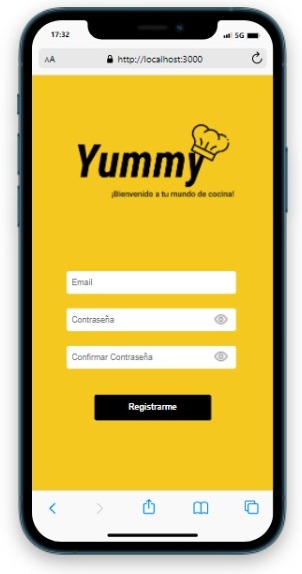 17:32
5G
AA
http://localhost:3000
Yummy
¡Bienvenido a tu mundo de cocina!
Email
Contraseña
Confirmar Contraseña
Registrarme